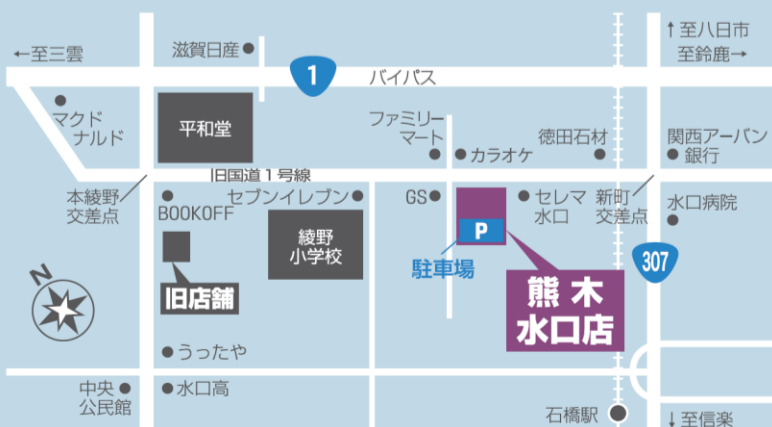 ←至三雲
滋賀日産
1
バイパス
↑至八日市
至鈴鹿→
マクド
ナルド
平和堂
ファミリー
マート
カラオケ
徳田石材
関西アーバン
銀行
旧国道1号線
本綾野
交差点
BOOKOFF
セブンイレブン
GS
セレマ
水口
新町
交差点
水口病院
綾野
小学校
P
駐車場
307
N
旧店舗
熊木
水口店
うったや
中央
公民館
水口高
石橋駅
↓至信楽